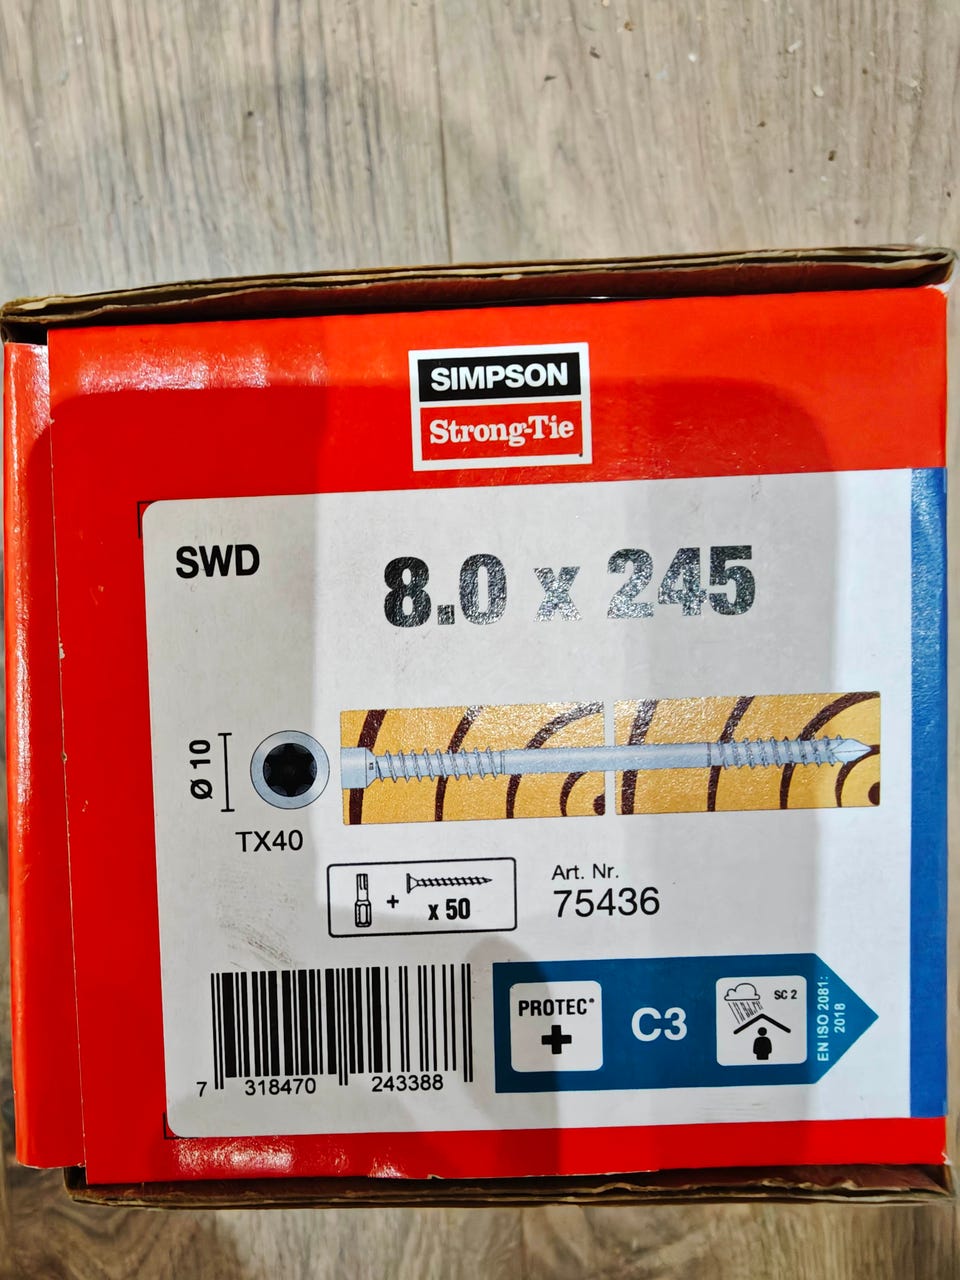 SIMPSON
Strong-Tie
SWD
8.0 x 245
Ø 10
TX40
+
x 50
Art. Nr.
75436
7 318470 243388
PROTEC+
C3
SC 2
EN ISO 2081:
2018